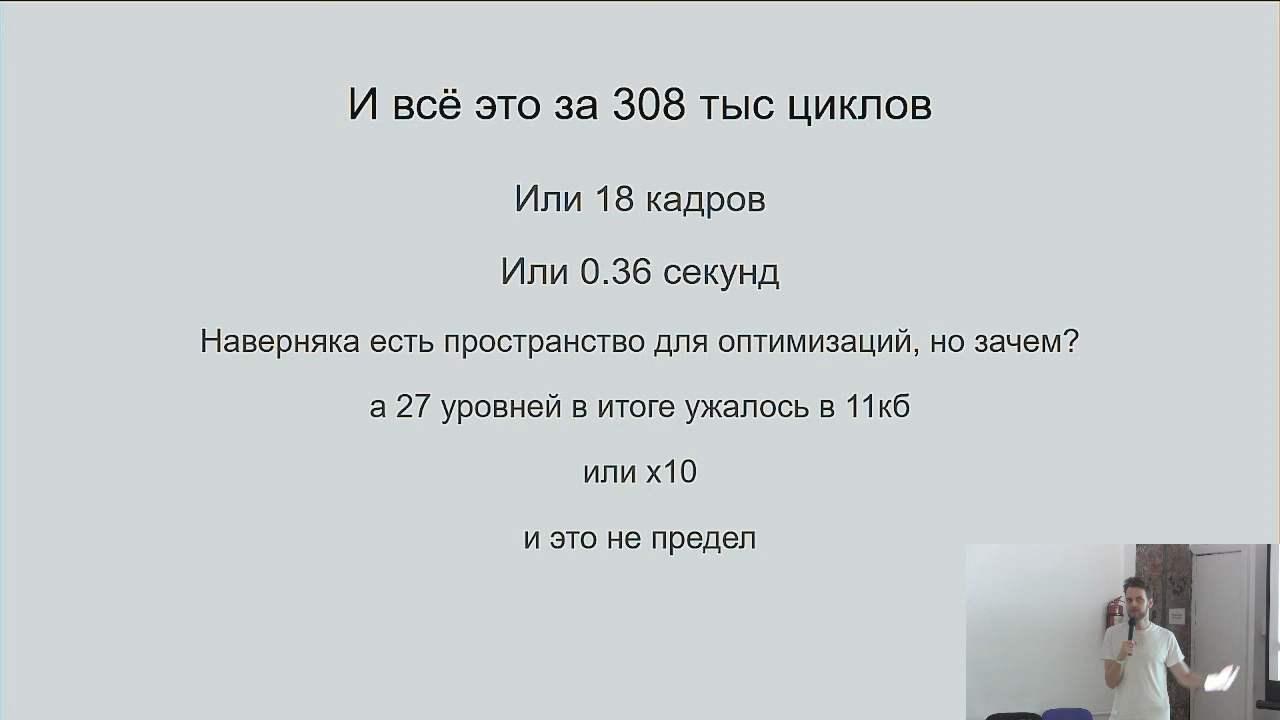 И всё это за 308 тыс циклов
Или 18 кадров
Или 0.36 секунд
Наверняка есть пространство для оптимизаций, но зачем?
а 27 уровней в итоге ужалось в 11кб
или х10
и это не предел